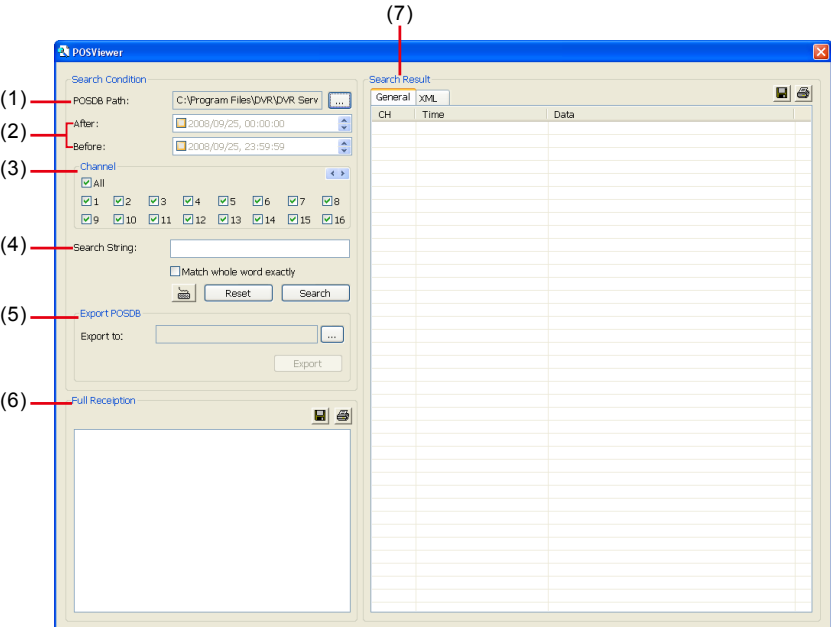 (7)
POSViewer
Search Condition
(1)
POSDB Path:
C:\Program Files\DVR\DVR Serv
...
(2)
After:
2008/09/25, 00:00:00
Before:
2008/09/25, 23:59:59
(3)
Channel
< >
All
1 2 3 4 5 6 7 8
9 10 11 12 13 14 15 16
(4)
Search String:
Match whole word exactly
Reset Search
(5)
Export POSDB
Export to:
...
Export
(6)
Full Receiption
Search Result
General XML
CH Time Data